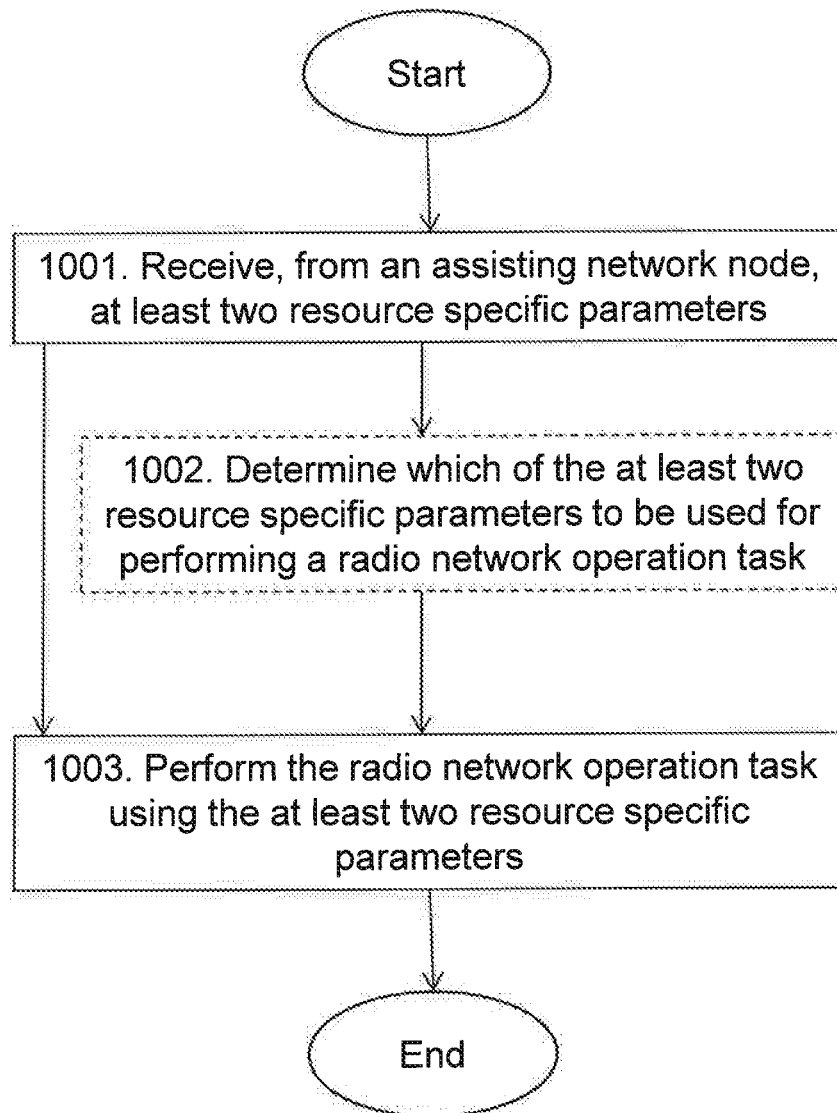 Start
1001. Receive, from an assisting network node,
at least two resource specific parameters
1002. Determine which of the at least two
resource specific parameters to be used for
performing a radio network operation task
1003. Perform the radio network operation task
using the at least two resource specific
parameters
End